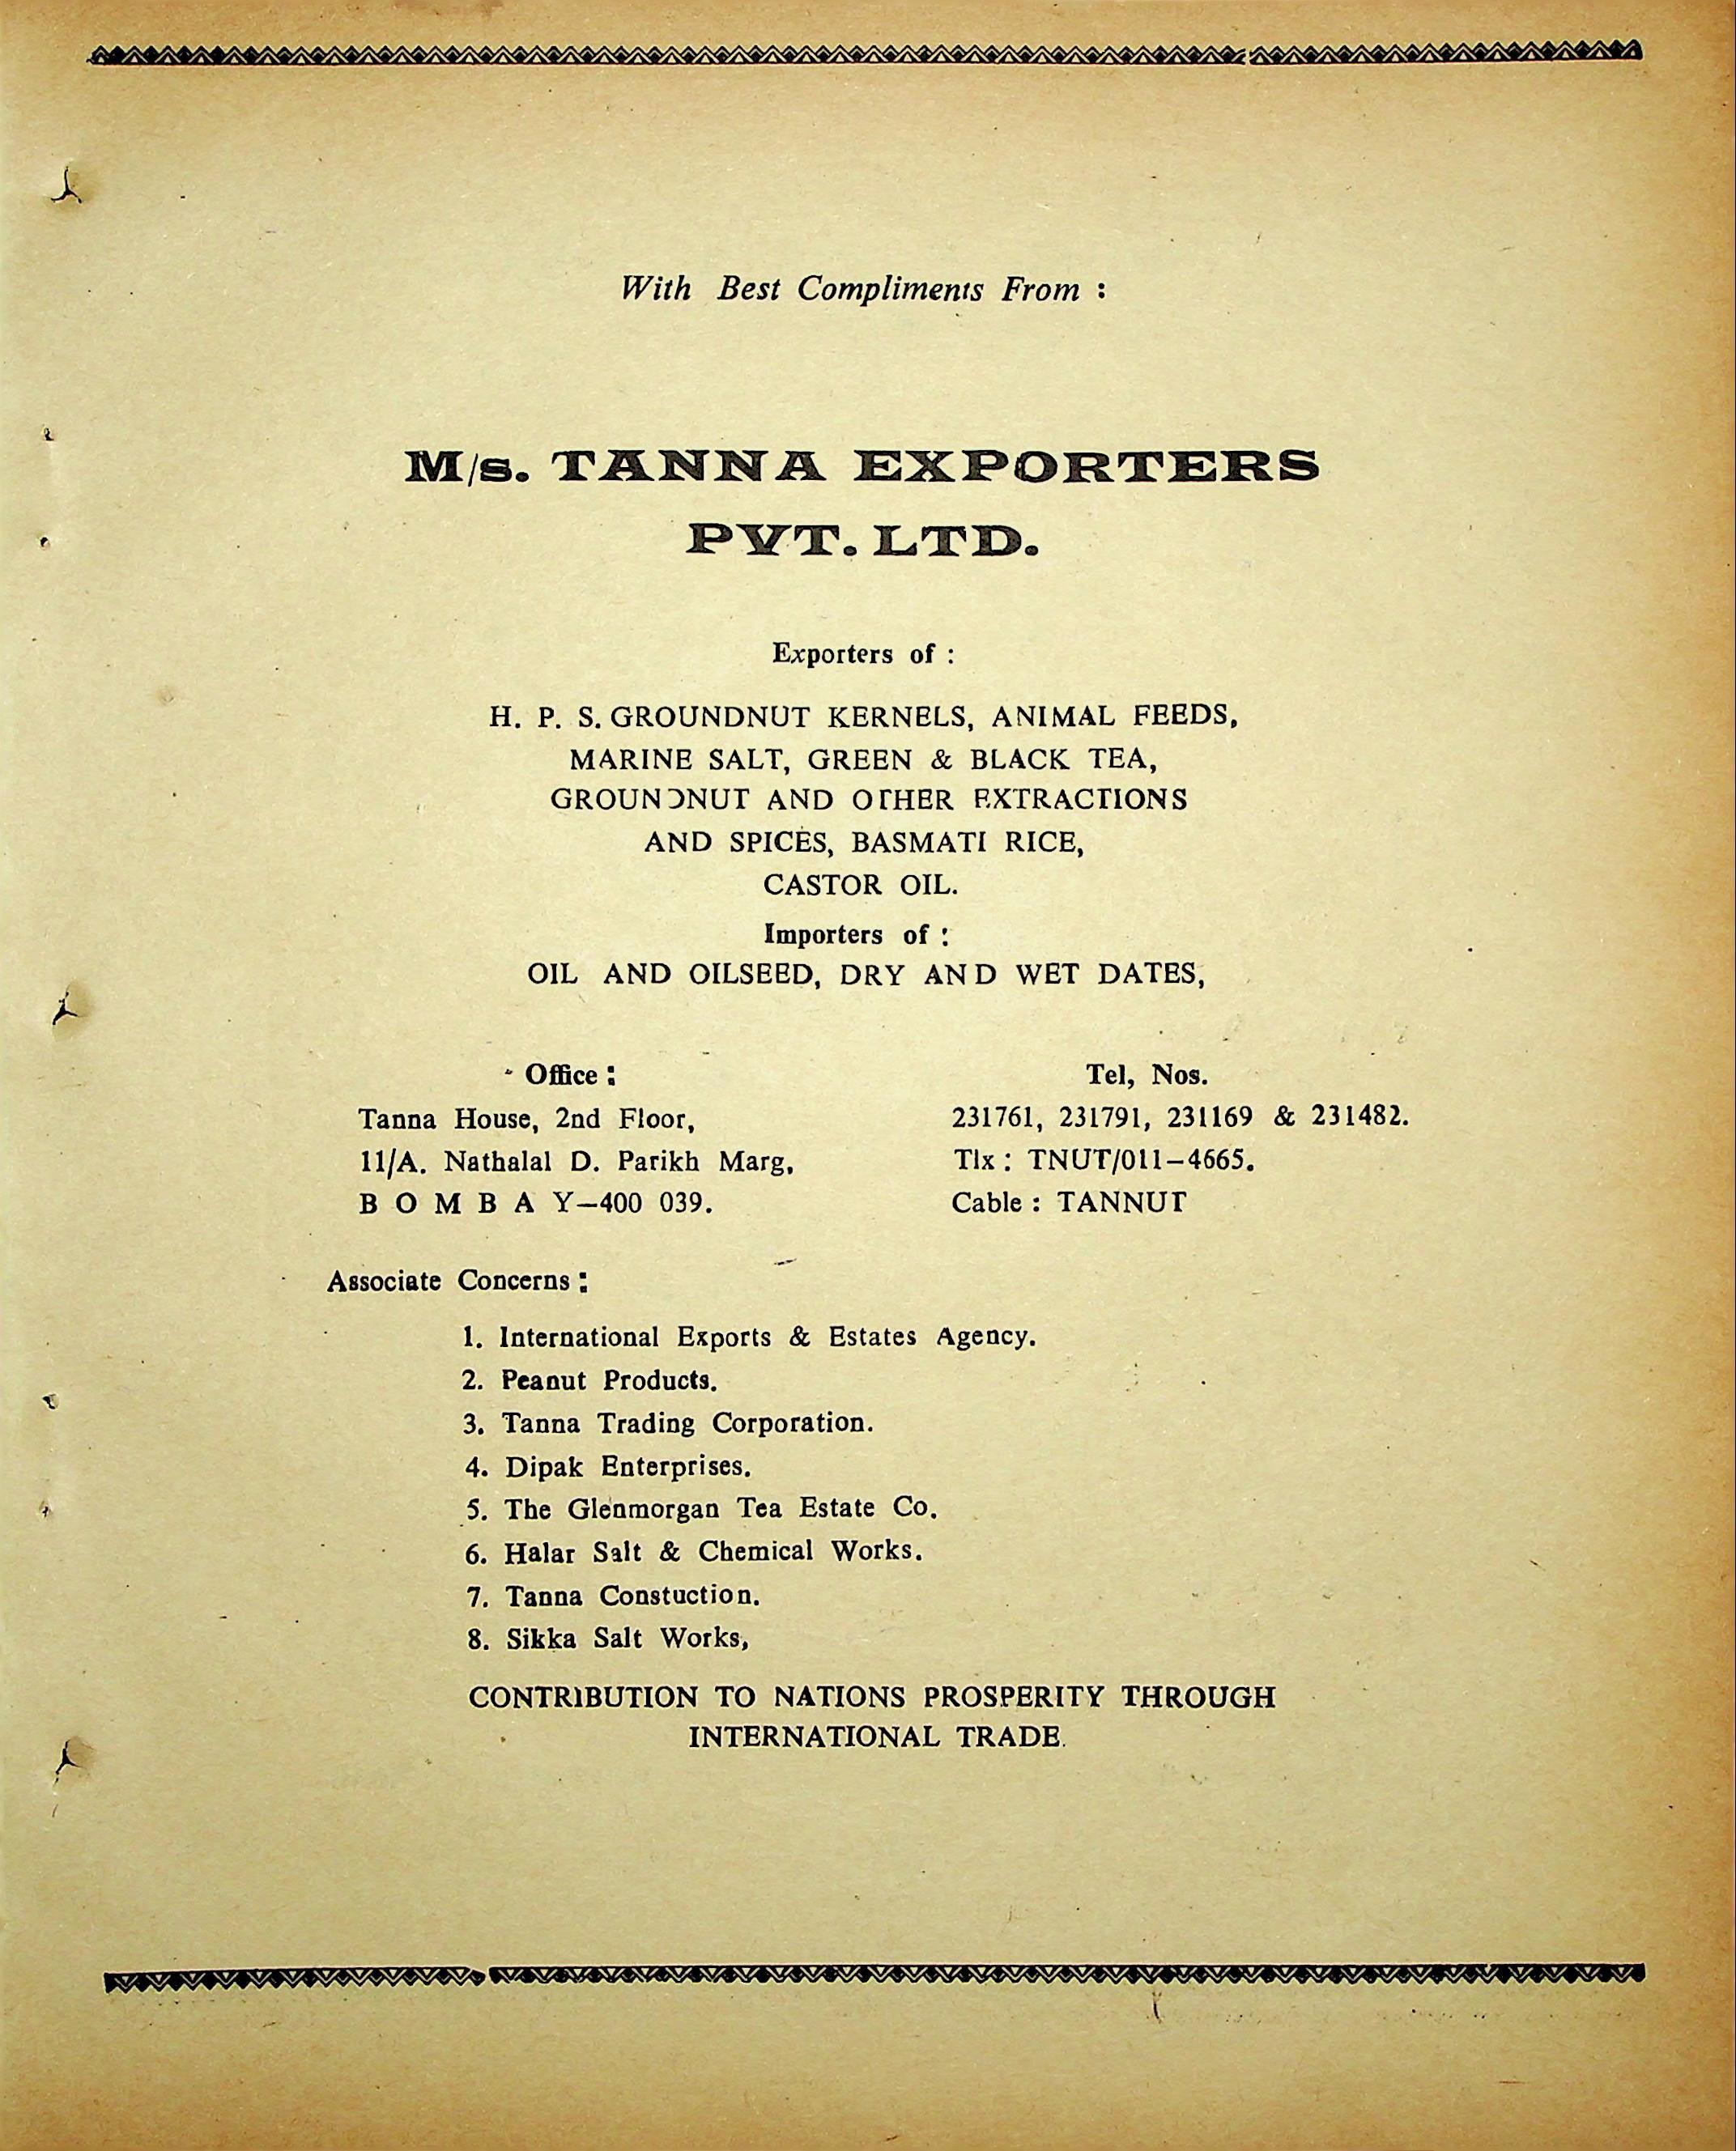 With Best Compliments From :
M/s. TANNA EXPORTERS
PVT. LTD.
Exporters of :
H. P. S. GROUNDNUT KERNELS, ANIMAL FEEDS,
MARINE SALT, GREEN & BLACK TEA,
GROUNDNUT AND OTHER EXTRACTIONS
AND SPICES, BASMATI RICE,
CASTOR OIL.
Importers of :
OIL AND OILSEED, DRY AND WET DATES,
Office :
Tanna House, 2nd Floor,
11/A. Nathalal D. Parikh Marg,
B O M B A Y–400 039.
Tel, Nos.
231761, 231791, 231169 & 231482.
Tlx : TNUT/011–4665.
Cable : TANNUT
Associate Concerns :
1. International Exports & Estates Agency.
2. Peanut Products.
3. Tanna Trading Corporation.
4. Dipak Enterprises.
5. The Glenmorgan Tea Estate Co.
6. Halar Salt & Chemical Works.
7. Tanna Constuction.
8. Sikka Salt Works,
CONTRIBUTION TO NATIONS PROSPERITY THROUGH
INTERNATIONAL TRADE.